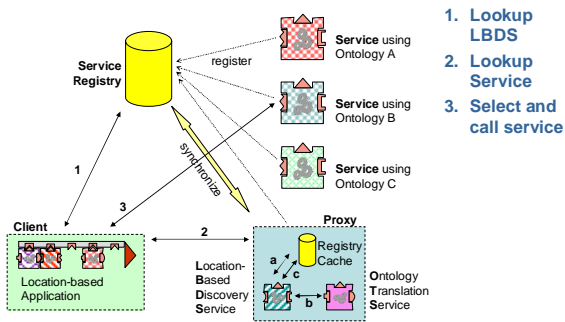 1. Lookup
LBDS
2. Lookup
Service
3. Select and
call service
Service
Registry
register
Service using
Ontology A
Service using
Ontology B
Service using
Ontology C
synchronize
1
3
2
Client
Location-based
Application
Proxy
Registry
Cache
a
c
b
Location-
Based
Discovery
Service
Ontology
Translation
Service